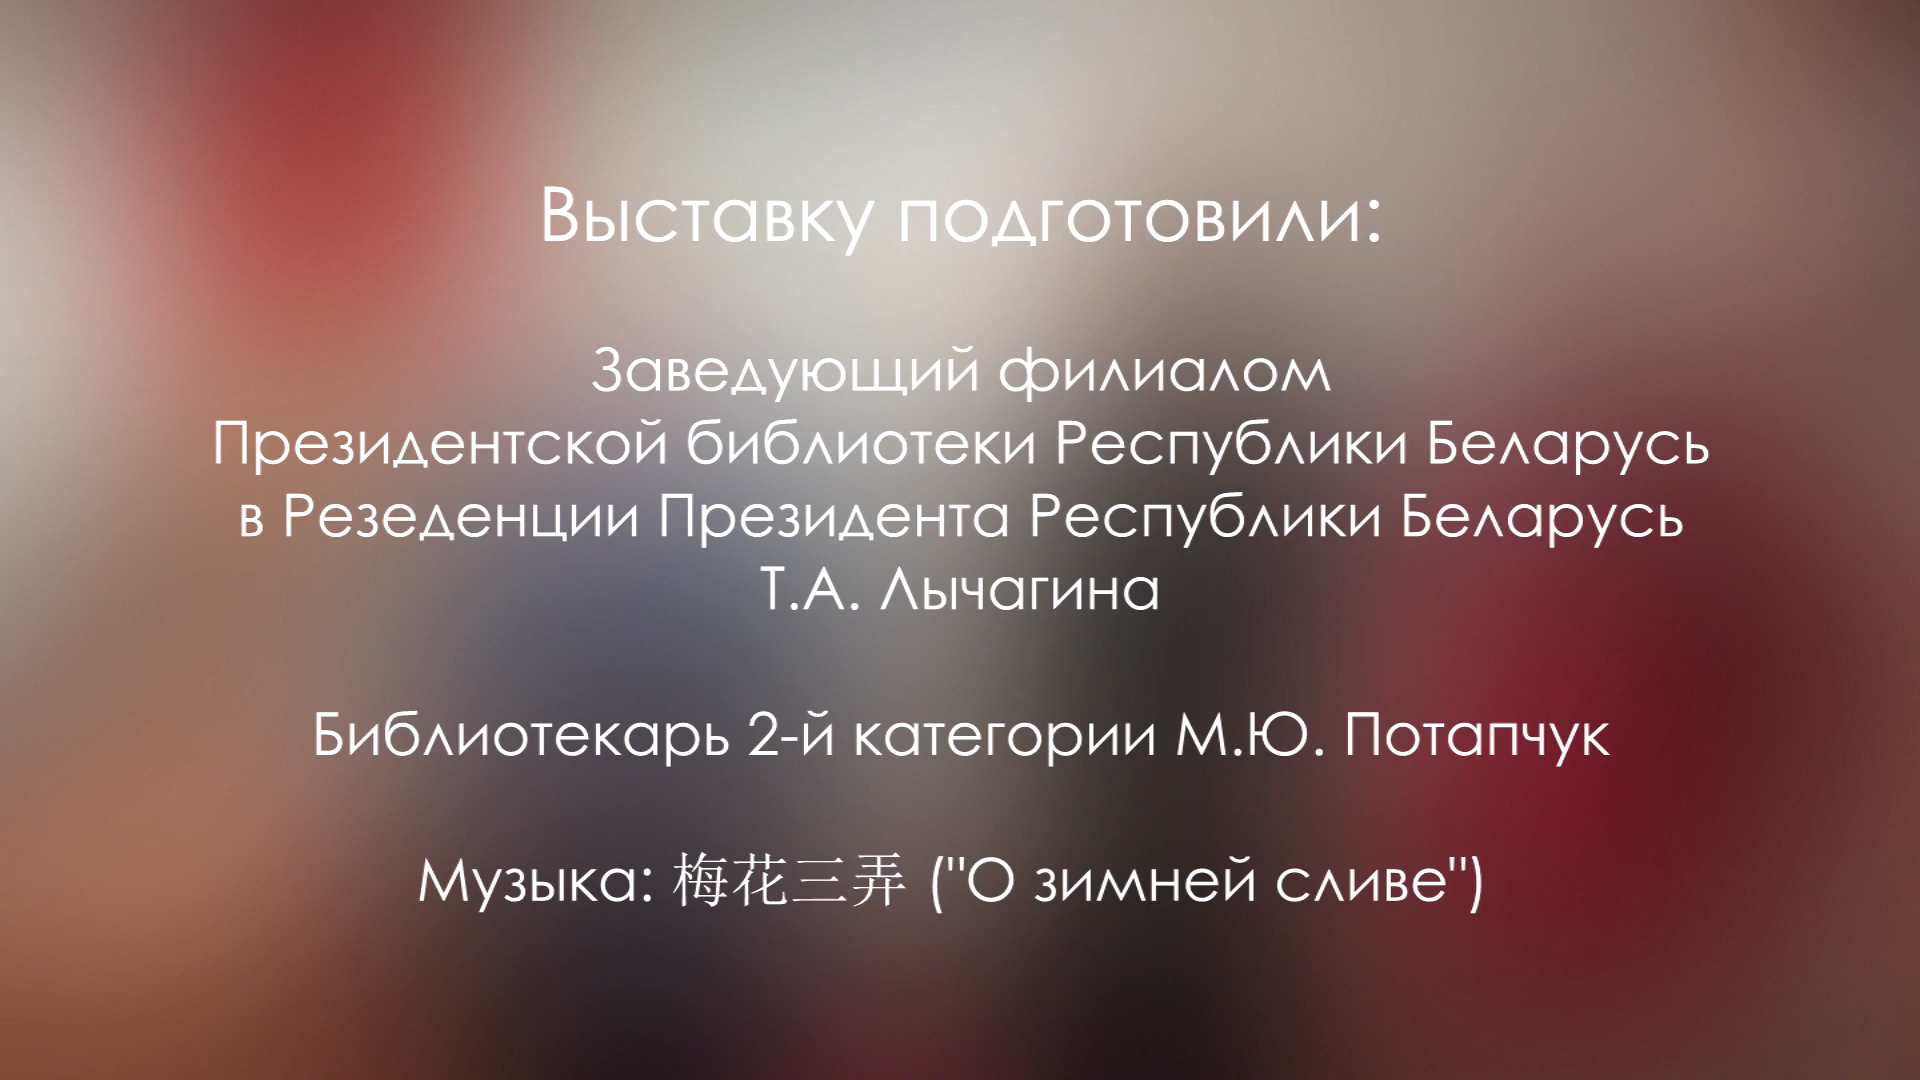 Выставку подготовили:
Заведующий филиалом
Президентской библиотеки Республики Беларусь
в Резеденции Президента Республики Беларусь
Т.А. Лычагина
Библиотекарь 2-й категории М.Ю. Потапчук
Музыка: 梅花三弄 ("О зимней сливе")